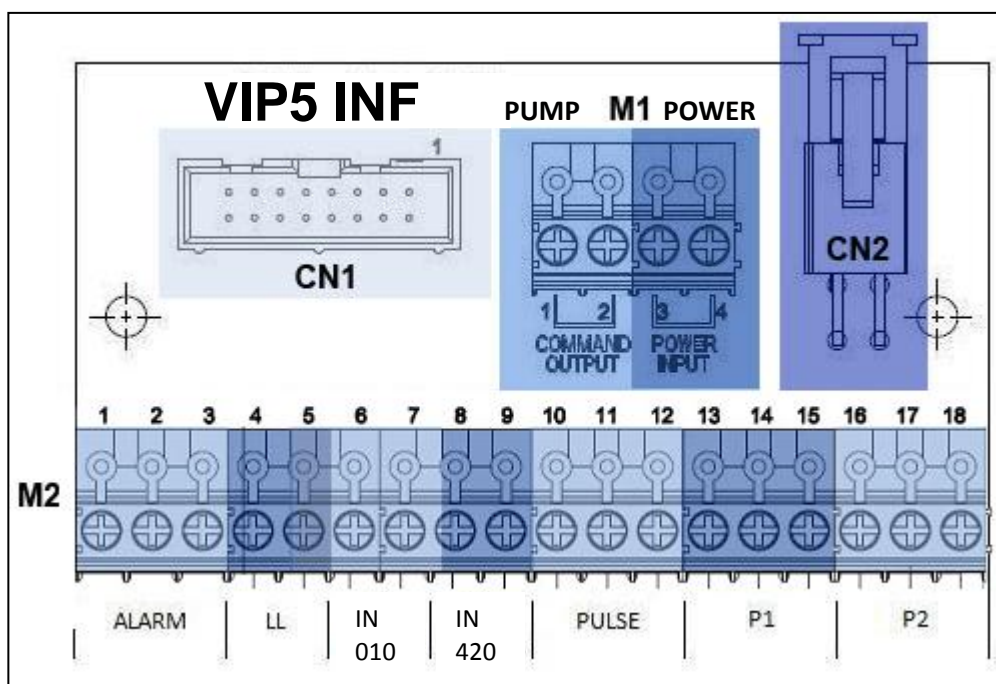 VIP5 INF
PUMP M1 POWER
1
CN1
CN2
1 2 3 4
COMMAND OUTPUT
POWER INPUT
1 2 3 4 5 6 7 8 9 10 11 12 13 14 15 16 17 18
M2
ALARM LL IN 010 IN 420 PULSE P1 P2